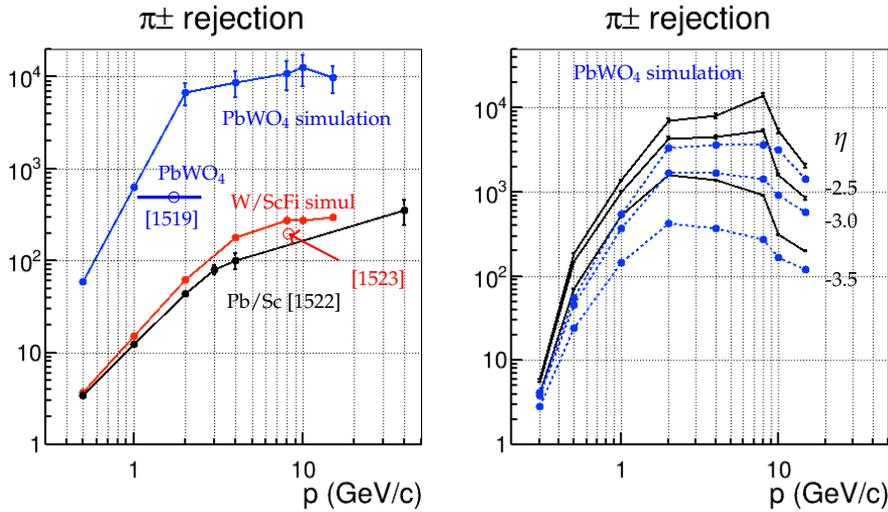 π± rejection
10⁴
10³
10²
10
1
1
10
p (GeV/c)
PbWO₄ simulation
PbWO₄
[1519]
W/ScFi simul
[1523]
Pb/Sc [1522]
π± rejection
10⁴
10³
10²
10
1
1
10
p (GeV/c)
PbWO₄ simulation
η
-2.5
-3.0
-3.5